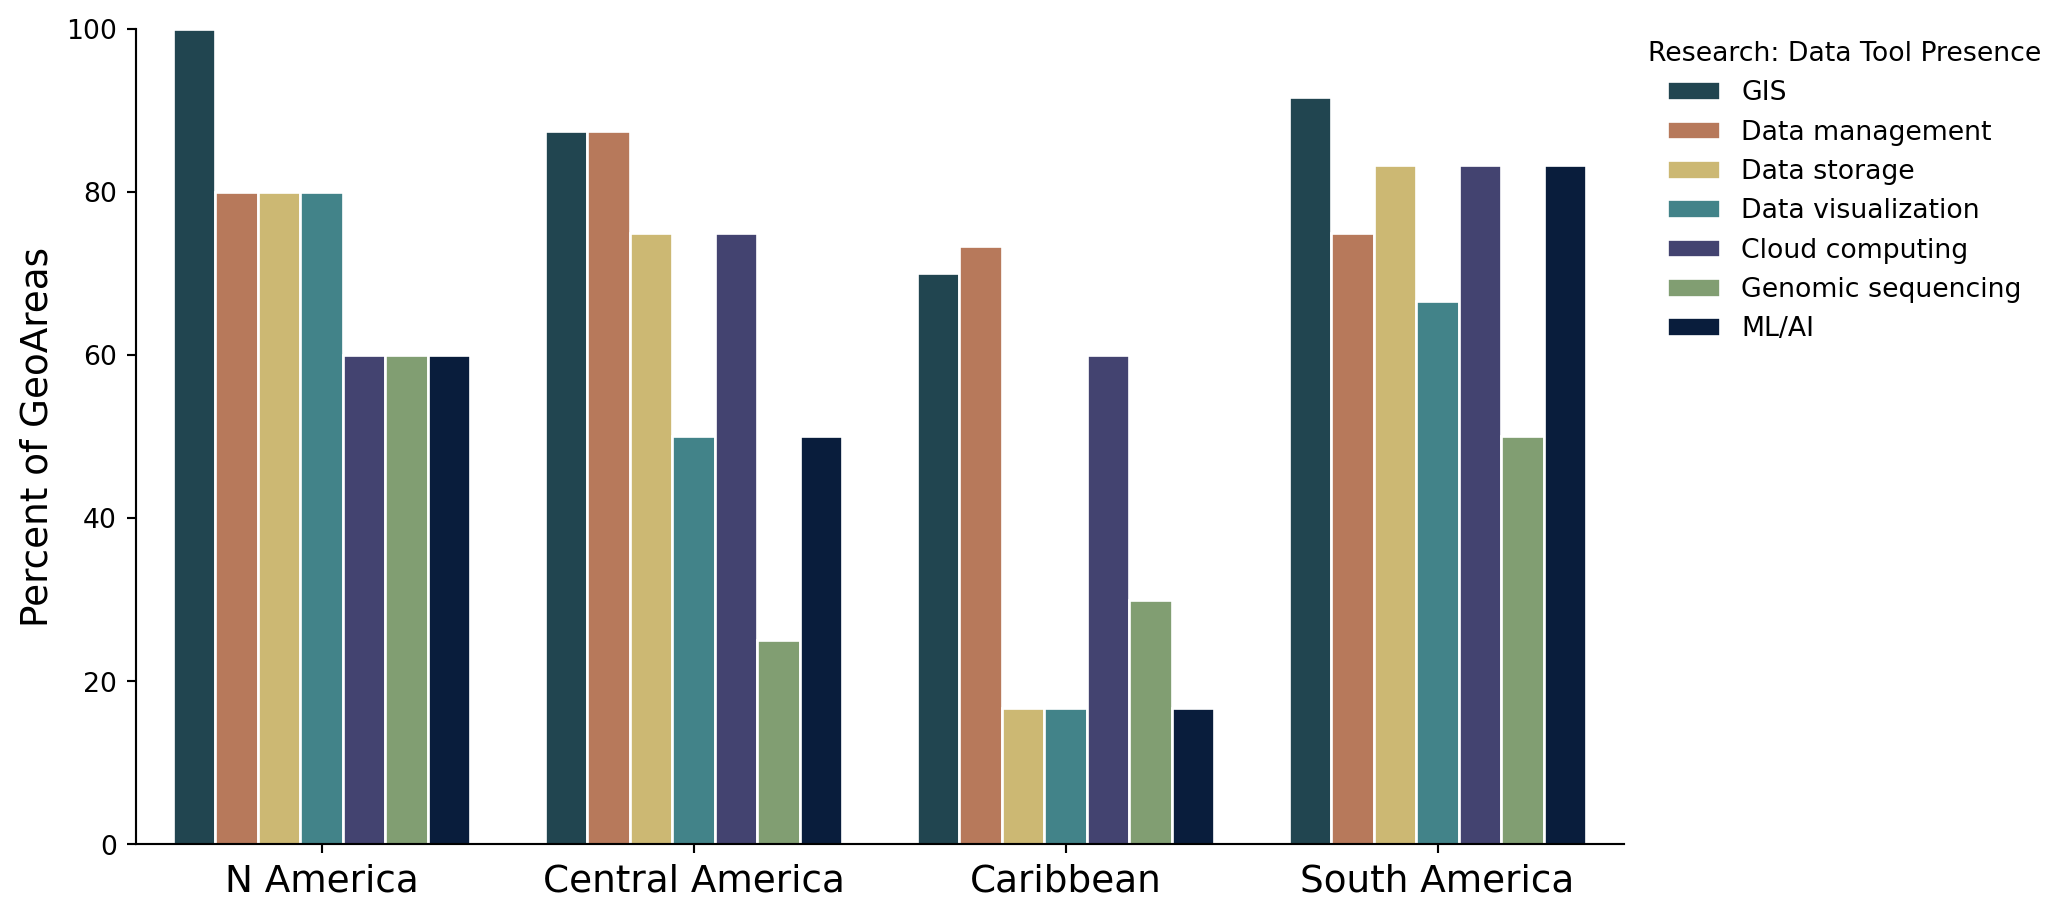 Percent of GeoAreas
100
80
60
40
20
0
N America
Central America
Caribbean
South America
Research: Data Tool Presence
GIS
Data management
Data storage
Data visualization
Cloud computing
Genomic sequencing
ML/AI